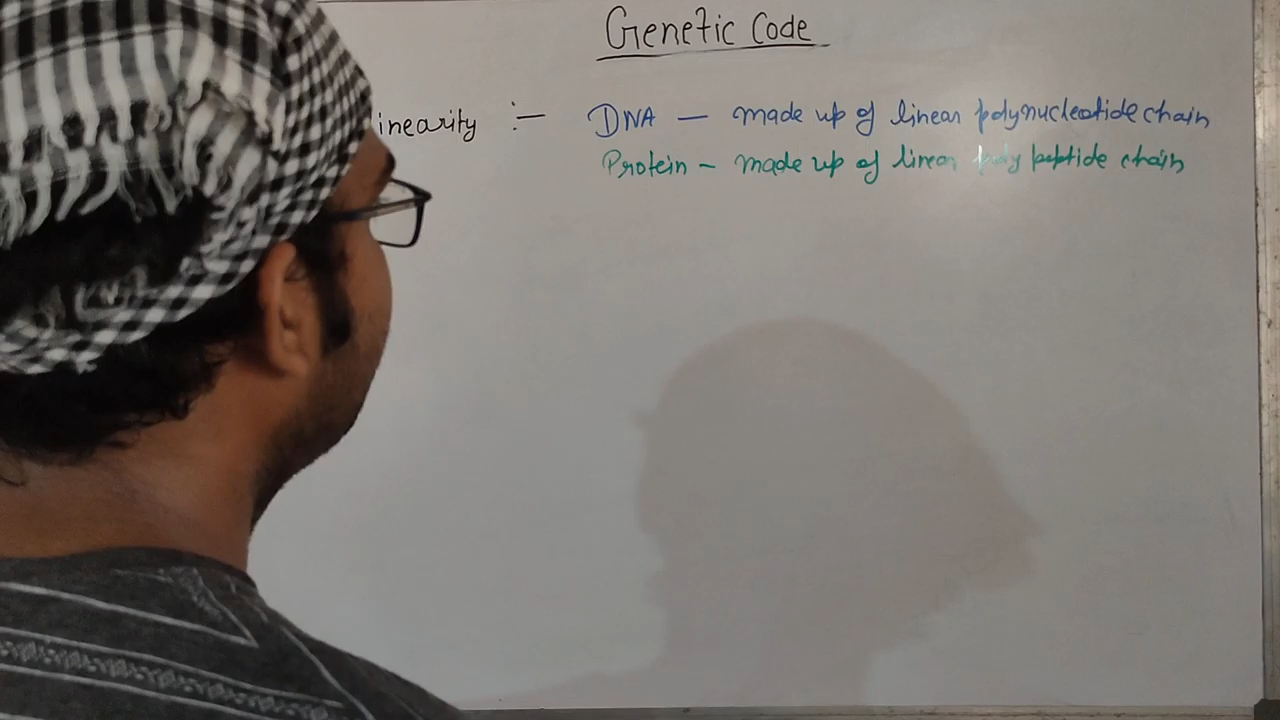 Genetic Code
inearity :- DNA — made up of linear polynucleotide chain
Protein - made up of linear poly peptide chain